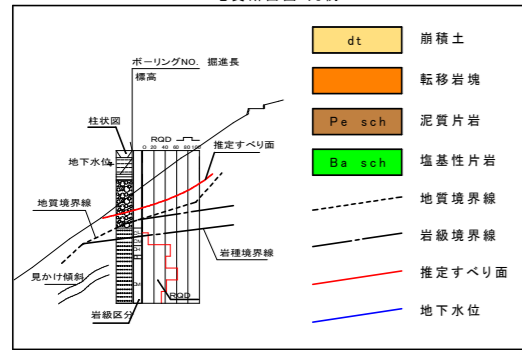 ボーリングNO. 掘進長
標高
柱状図
RQD
0 20 40 60 80 100
推定すべり面
地下水位
地質境界線
岩種境界線
見かけ傾斜
RQD
岩級区分
dt 崩積土
転移岩塊
Pe sch 泥質片岩
Ba sch 塩基性片岩
地質境界線
岩級境界線
推定すべり面
地下水位